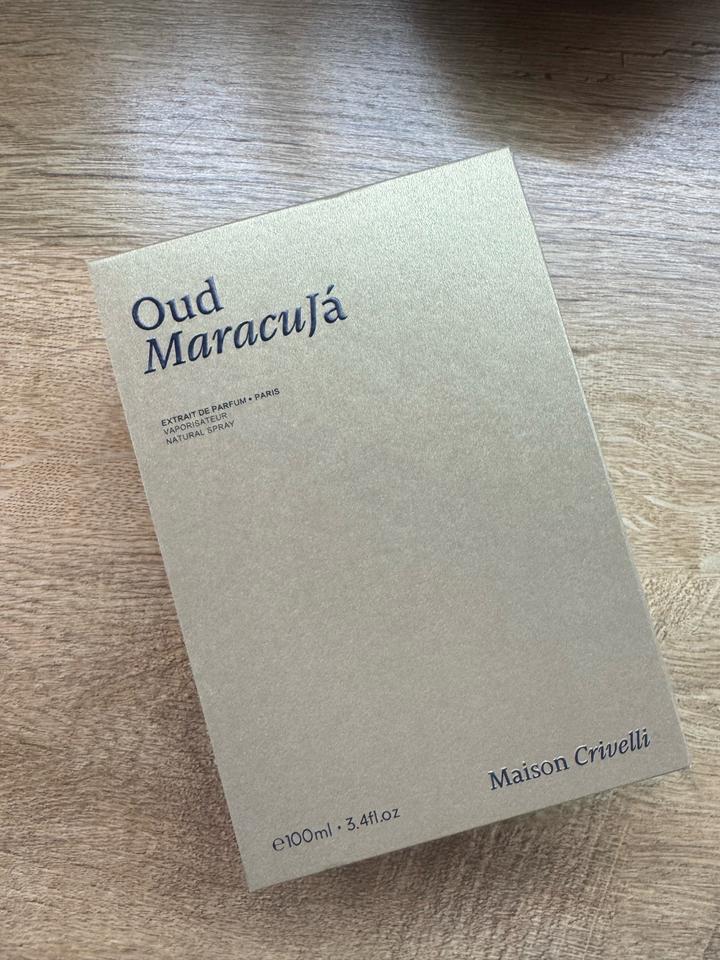 Oud
MaracuJá
EXTRAIT DE PARFUM • PARIS
VAPORISATEUR
NATURAL SPRAY
Maison Crivelli
℮100ml • 3.4fl.oz